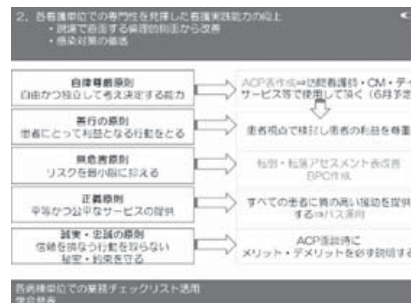 2．各看護単位での専門性を発揮した看護実践能力の向上
・現場で直面する倫理的側面から改善
・感染対策の徹底
自律尊厳原則
自由かつ独立して考え決定する能力
ACP表作成⇒訪問看護師・CM・デイ
サービス等で使用して頂く（6月予定
善行の原則
患者にとって利益となる行動をとる
患者視点で検討し患者の利益を尊重
無危害原則
リスクを最小限に抑える
転倒・転落アセスメント表改善
正義原則
平等かつ公平なサービスの提供
すべての患者に質の高い援助を提供
する⇒パス運用
誠実・忠誠の原則
信頼を損なう行動を取らない
秘密・約束を守る
ACP面談時に
メリット・デメリットを必ず説明する
各病棟単位での業務チェックリスト活用
学会発表